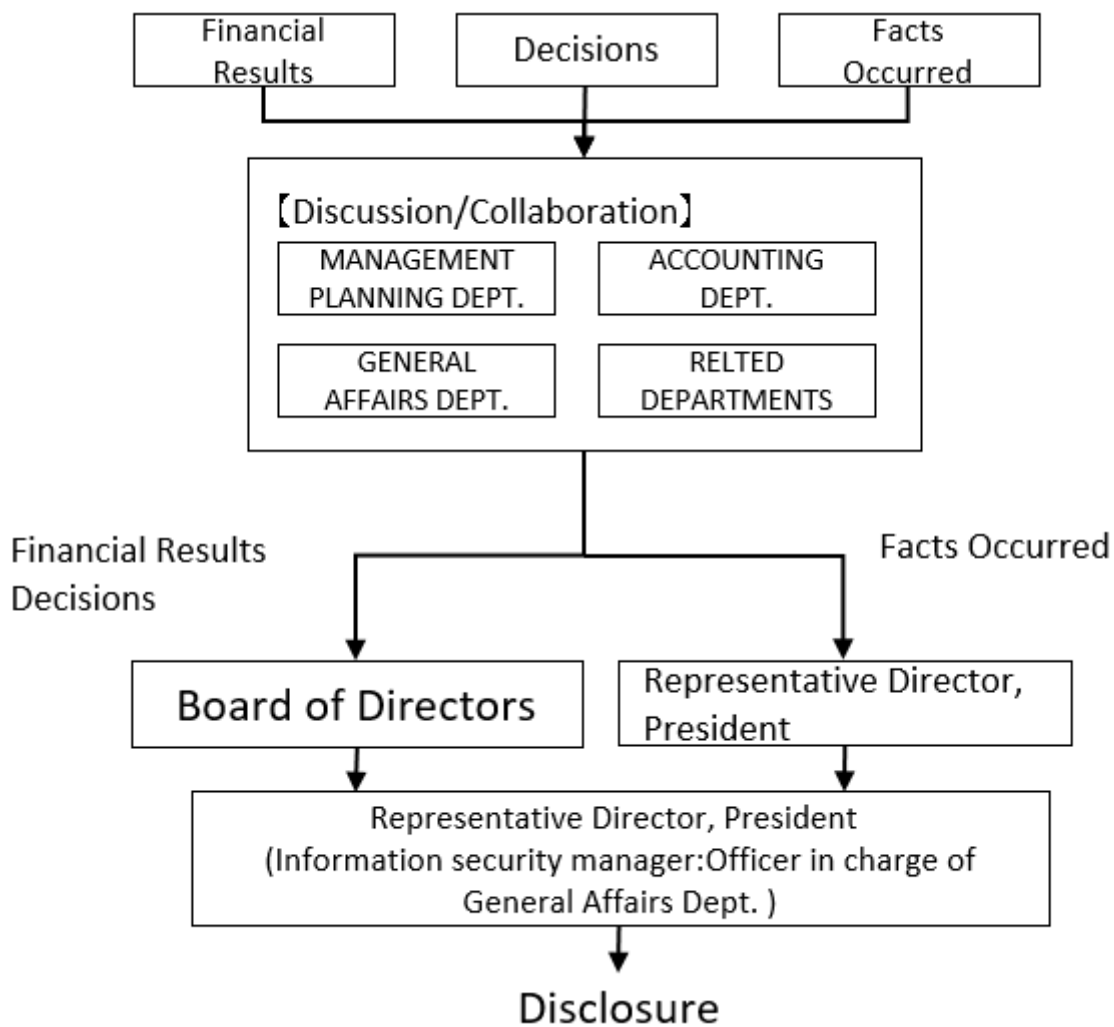 Financial
Results
Decisions
Facts
Occurred
【Discussion/Collaboration】
MANAGEMENT
PLANNING DEPT.
ACCOUNTING
DEPT.
GENERAL
AFFAIRS DEPT.
RELTED
DEPARTMENTS
Financial Results
Decisions
Facts Occurred
Board of Directors
Representative Director,
President
Representative Director, President
(Information security manager:Officer in charge of
General Affairs Dept. )
Disclosure